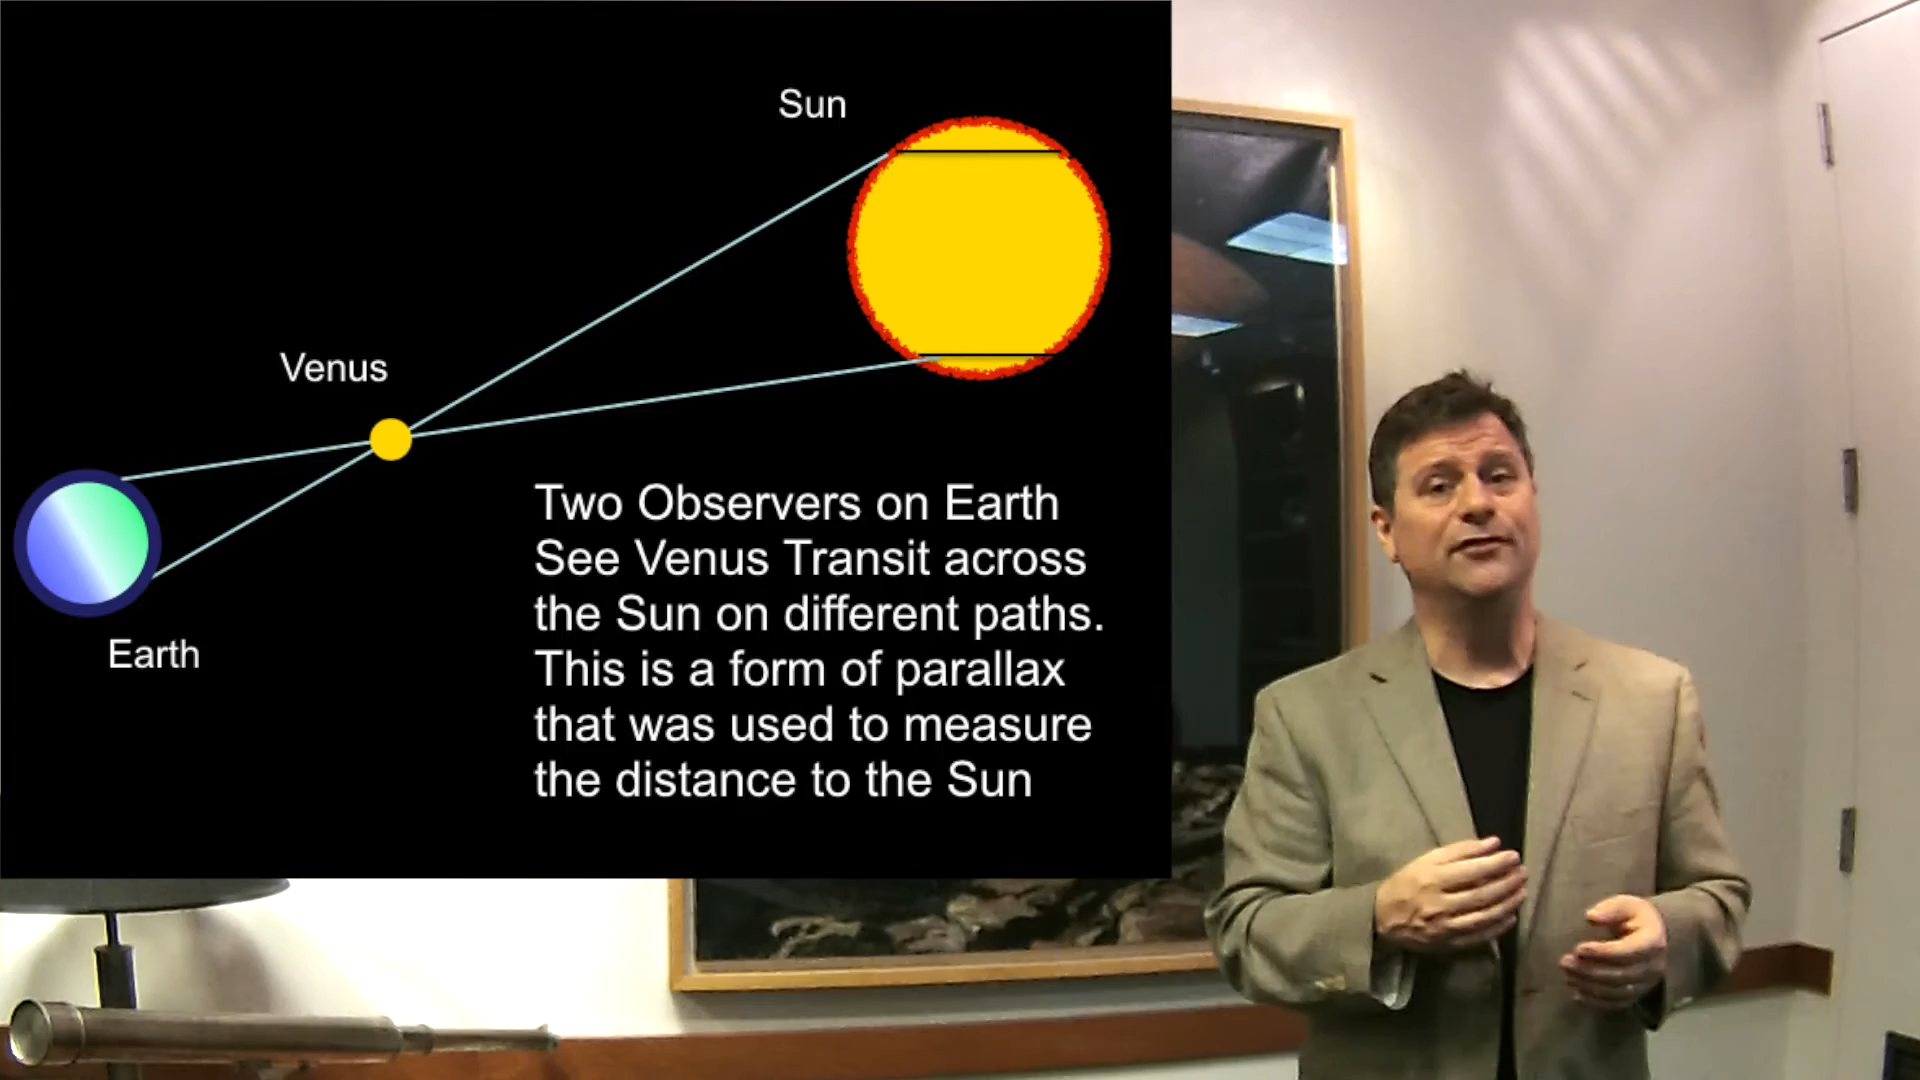 Sun
Venus
Earth
Two Observers on Earth
See Venus Transit across
the Sun on different paths.
This is a form of parallax
that was used to measure
the distance to the Sun